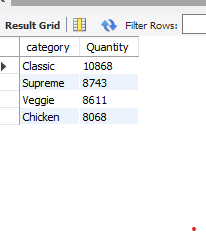 Result Grid Filter Rows:
category Quantity
Classic 10868
Supreme 8743
Veggie 8611
Chicken 8068